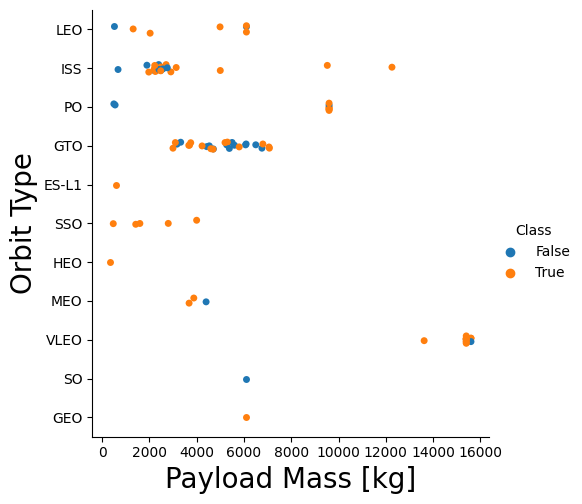 LEO
ISS
PO
GTO
ES-L1
SSO
HEO
MEO
VLEO
SO
GEO
Orbit Type
0 2000 4000 6000 8000 10000 12000 14000 16000
Payload Mass [kg]
Class
False
True